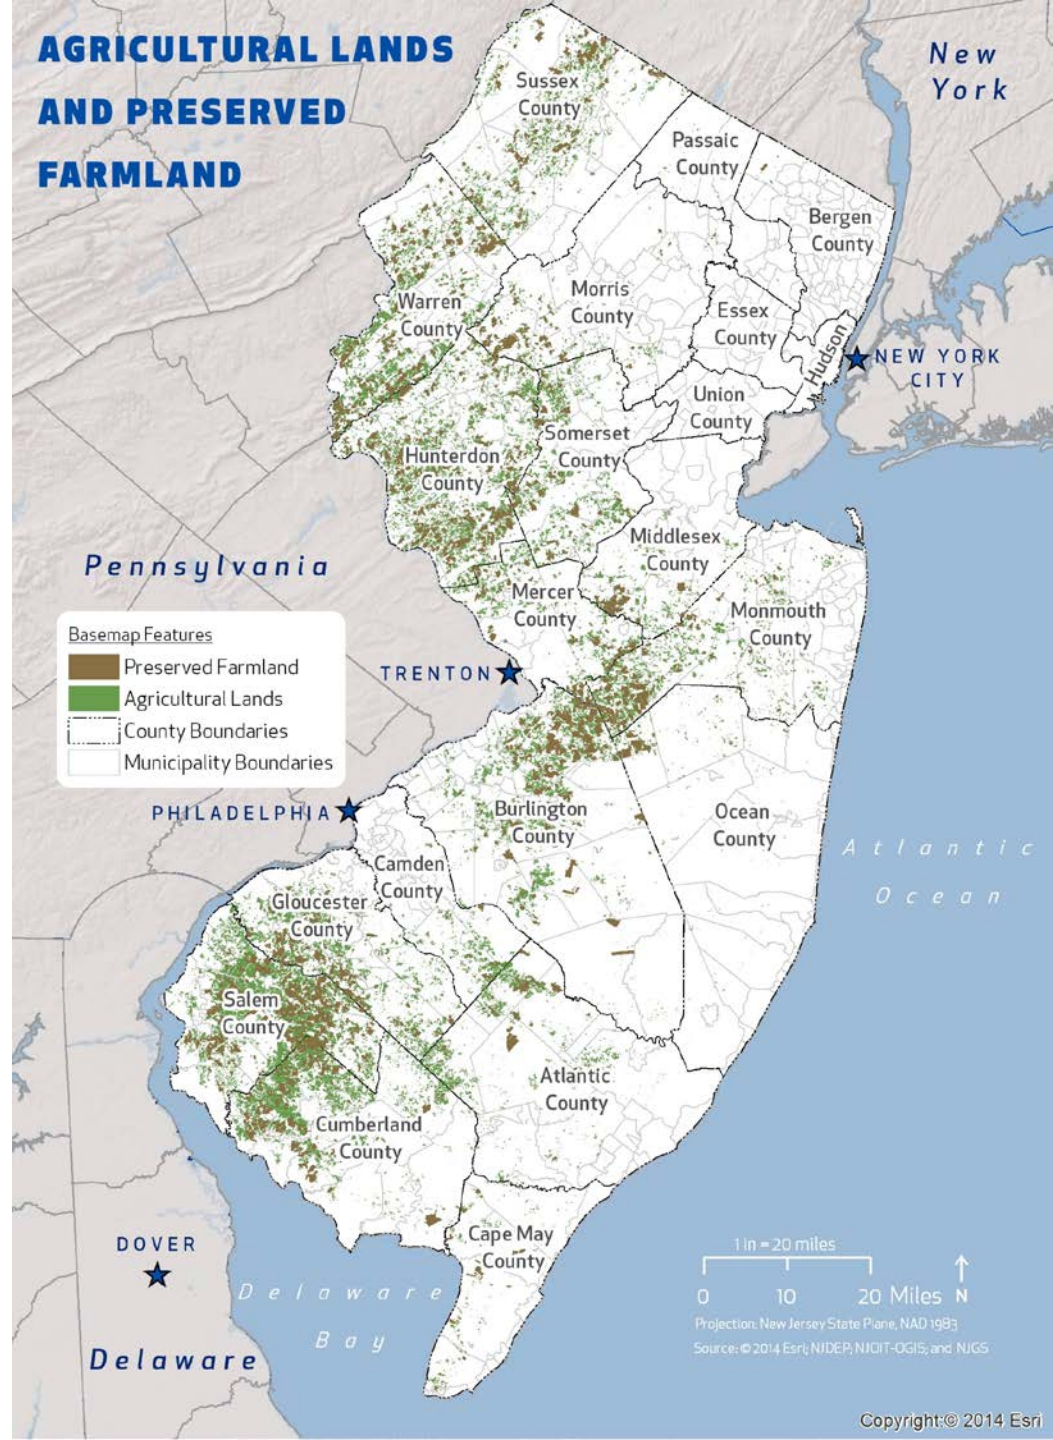 AGRICULTURAL LANDS
AND PRESERVED
FARMLAND
New
York
Sussex
County
Passaic
County
Bergen
County
Morris
County
Warren
County
Essex
County
Hudson
NEW YORK
CITY
Union
County
Somerset
County
Hunterdon
County
Middlesex
County
Pennsylvania
Mercer
County
Monmouth
County
Basemap Features
Preserved Farmland
Agricultural Lands
County Boundaries
Municipality Boundaries
TRENTON
PHILADELPHIA
Burlington
County
Ocean
County
Atlantic
Ocean
Camden
County
Gloucester
County
Salem
County
Atlantic
County
Cumberland
County
Cape May
County
DOVER
Delaware
Bay
Delaware
1 in = 20 miles
0 10 20 Miles N
Projection: New Jersey State Plane, NAD 1983
Source: © 2014 Esri; NJDEP; NJOIT-OGIS; and NJGS
Copyright:© 2014 Esri